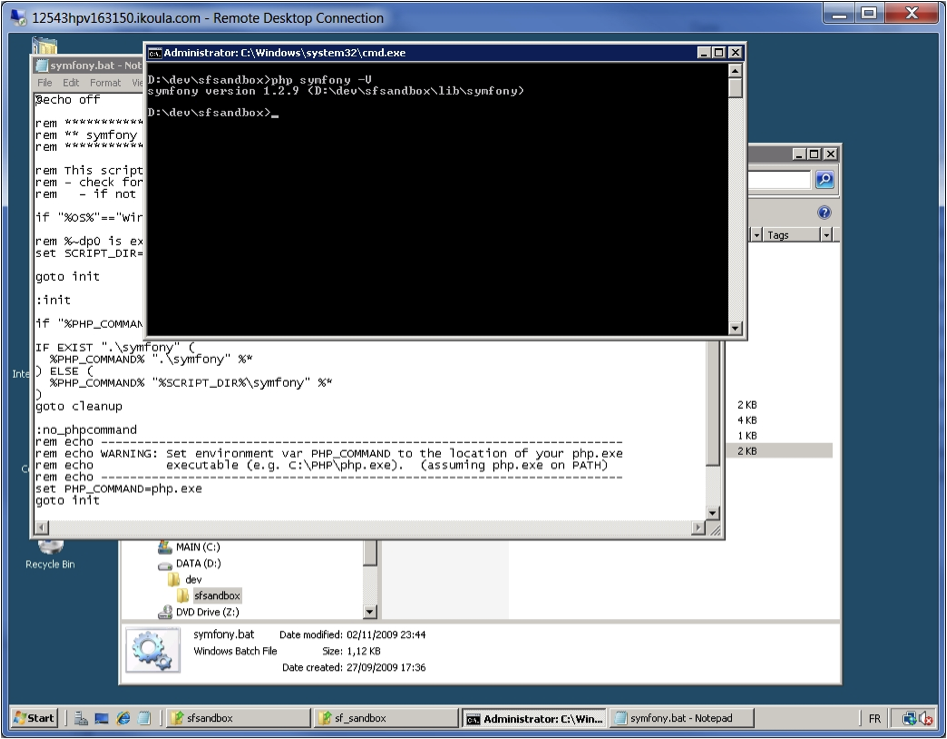 12543hpv163150.ikoula.com - Remote Desktop Connection
Administrator: C:\Windows\system32\cmd.exe
D:\dev\sfsandbox>php symfony -V
symfony version 1.2.9 (D:\dev\sfsandbox\lib\symfony)
D:\dev\sfsandbox>_
symfony.bat - Not
File Edit Format Vi
@echo off
rem ***********
rem ** symfony
rem ***********
rem This script
rem - check for
rem   - if not
if "%OS%"=="Wir
rem %~dp0 is ex
set SCRIPT_DIR=
goto init
:init
if "%PHP_COMMAN
IF EXIST ".\symfony" (
  %PHP_COMMAND% ".\symfony" %*
) ELSE (
  %PHP_COMMAND% "%SCRIPT_DIR%\symfony" %*
)
goto cleanup
:no_phpcommand
rem echo ------------------------------------------------------------------------
rem echo WARNING: Set environment var PHP_COMMAND to the location of your php.exe
rem echo          executable (e.g. C:\PHP\php.exe).  (assuming php.exe on PATH)
rem echo ------------------------------------------------------------------------
set PHP_COMMAND=php.exe
goto init
Tags
2 KB
4 KB
1 KB
2 KB
Inte
C
Recycle Bin
MAIN (C:)
DATA (D:)
dev
sfsandbox
DVD Drive (Z:)
symfony.bat Date modified: 02/11/2009 23:44
Windows Batch File Size: 1,12 KB
Date created: 27/09/2009 17:36
Start
sfsandbox
sf_sandbox
Administrator: C:\Win...
symfony.bat - Notepad
FR